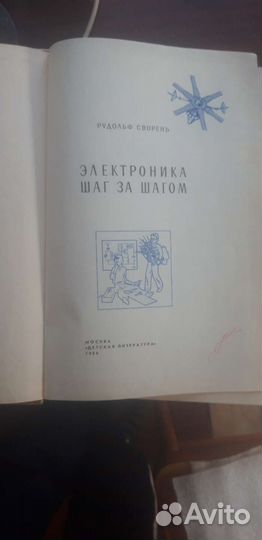 РУДОЛЬФ СВОРЕНЬ
ЭЛЕКТРОНИКА
ШАГ ЗА ШАГОМ
МОСКВА
«ДЕТСКАЯ ЛИТЕРАТУРА»
Avito